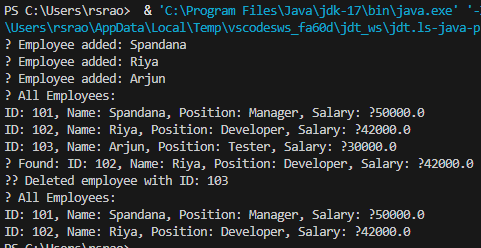 PS C:\Users\rsrao>  & 'C:\Program Files\Java\jdk-17\bin\java.exe' '-
\Users\rsrao\AppData\Local\Temp\vscodesws_fa60d\jdt_ws\jdt.ls-java-p
? Employee added: Spandana
? Employee added: Riya
? Employee added: Arjun
? All Employees:
ID: 101, Name: Spandana, Position: Manager, Salary: ?50000.0
ID: 102, Name: Riya, Position: Developer, Salary: ?42000.0
ID: 103, Name: Arjun, Position: Tester, Salary: ?30000.0
? Found: ID: 102, Name: Riya, Position: Developer, Salary: ?42000.0
?? Deleted employee with ID: 103
? All Employees:
ID: 101, Name: Spandana, Position: Manager, Salary: ?50000.0
ID: 102, Name: Riya, Position: Developer, Salary: ?42000.0
PS C:\Users\rsrao>